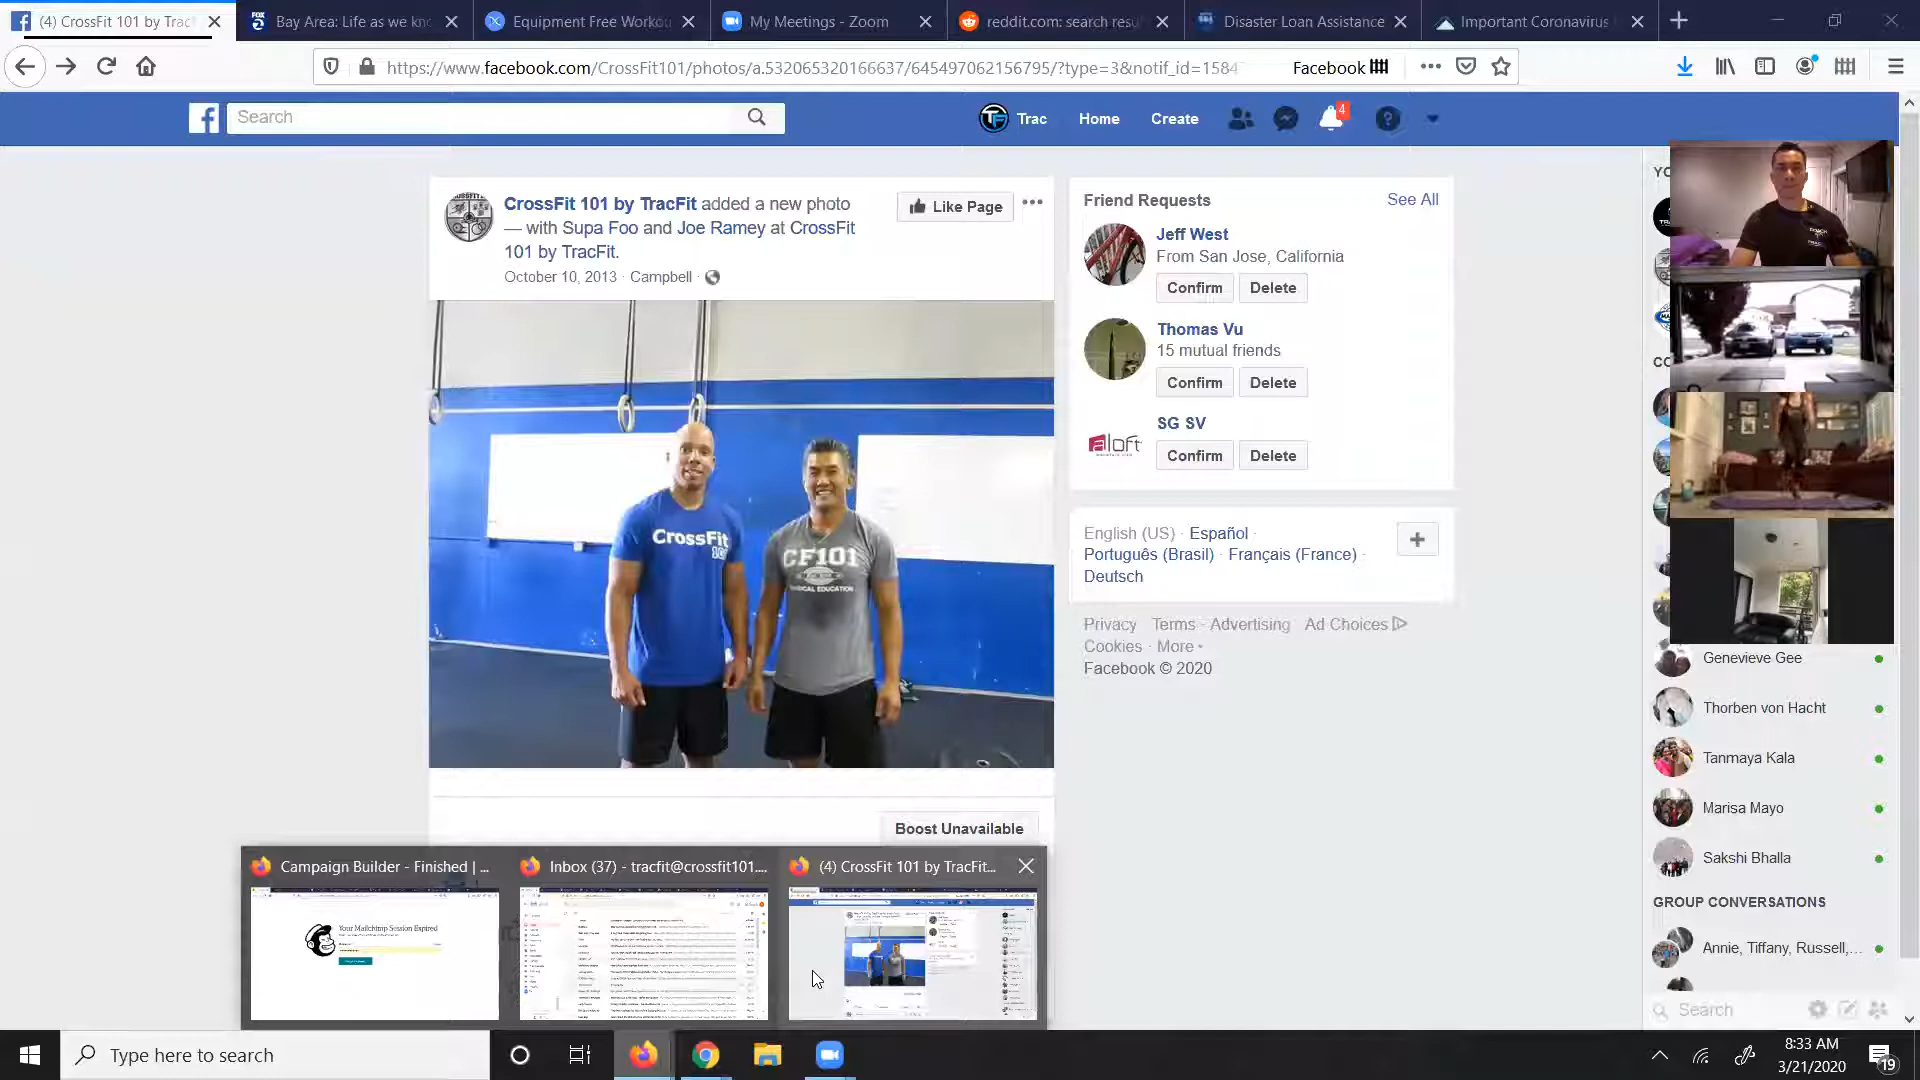 (4) CrossFit 101 by Trac
Bay Area: Life as we kn
Equipment Free Workou
My Meetings - Zoom
reddit.com: search resu
Disaster Loan Assistance
Important Coronavirus
https://www.facebook.com/CrossFit101/photos/a.532065320166637/645497062156795/?type=3&notif_id=1584
Facebook
Search
Trac
Home
Create
4
CrossFit 101 by TracFit added a new photo
— with Supa Foo and Joe Ramey at CrossFit
101 by TracFit.
October 10, 2013 · Campbell ·
Like Page
CrossFit
101
CF101
Friend Requests
See All
Jeff West
From San Jose, California
Confirm
Delete
Thomas Vu
15 mutual friends
Confirm
Delete
aloft
SG SV
Confirm
Delete
English (US) · Español ·
Português (Brasil) · Français (France) ·
Deutsch
Privacy · Terms · Advertising · Ad Choices
Cookies · More
Facebook © 2020
Boost Unavailable
Genevieve Gee
Thorben von Hacht
Tanmaya Kala
Marisa Mayo
Sakshi Bhalla
GROUP CONVERSATIONS
Annie, Tiffany, Russell,...
Search
Campaign Builder - Finished | ...
Inbox (37) - tracfit@crossfit101....
(4) CrossFit 101 by TracFit...
Your Mailchimp Session Expired
Type here to search
8:33 AM
3/21/2020
19